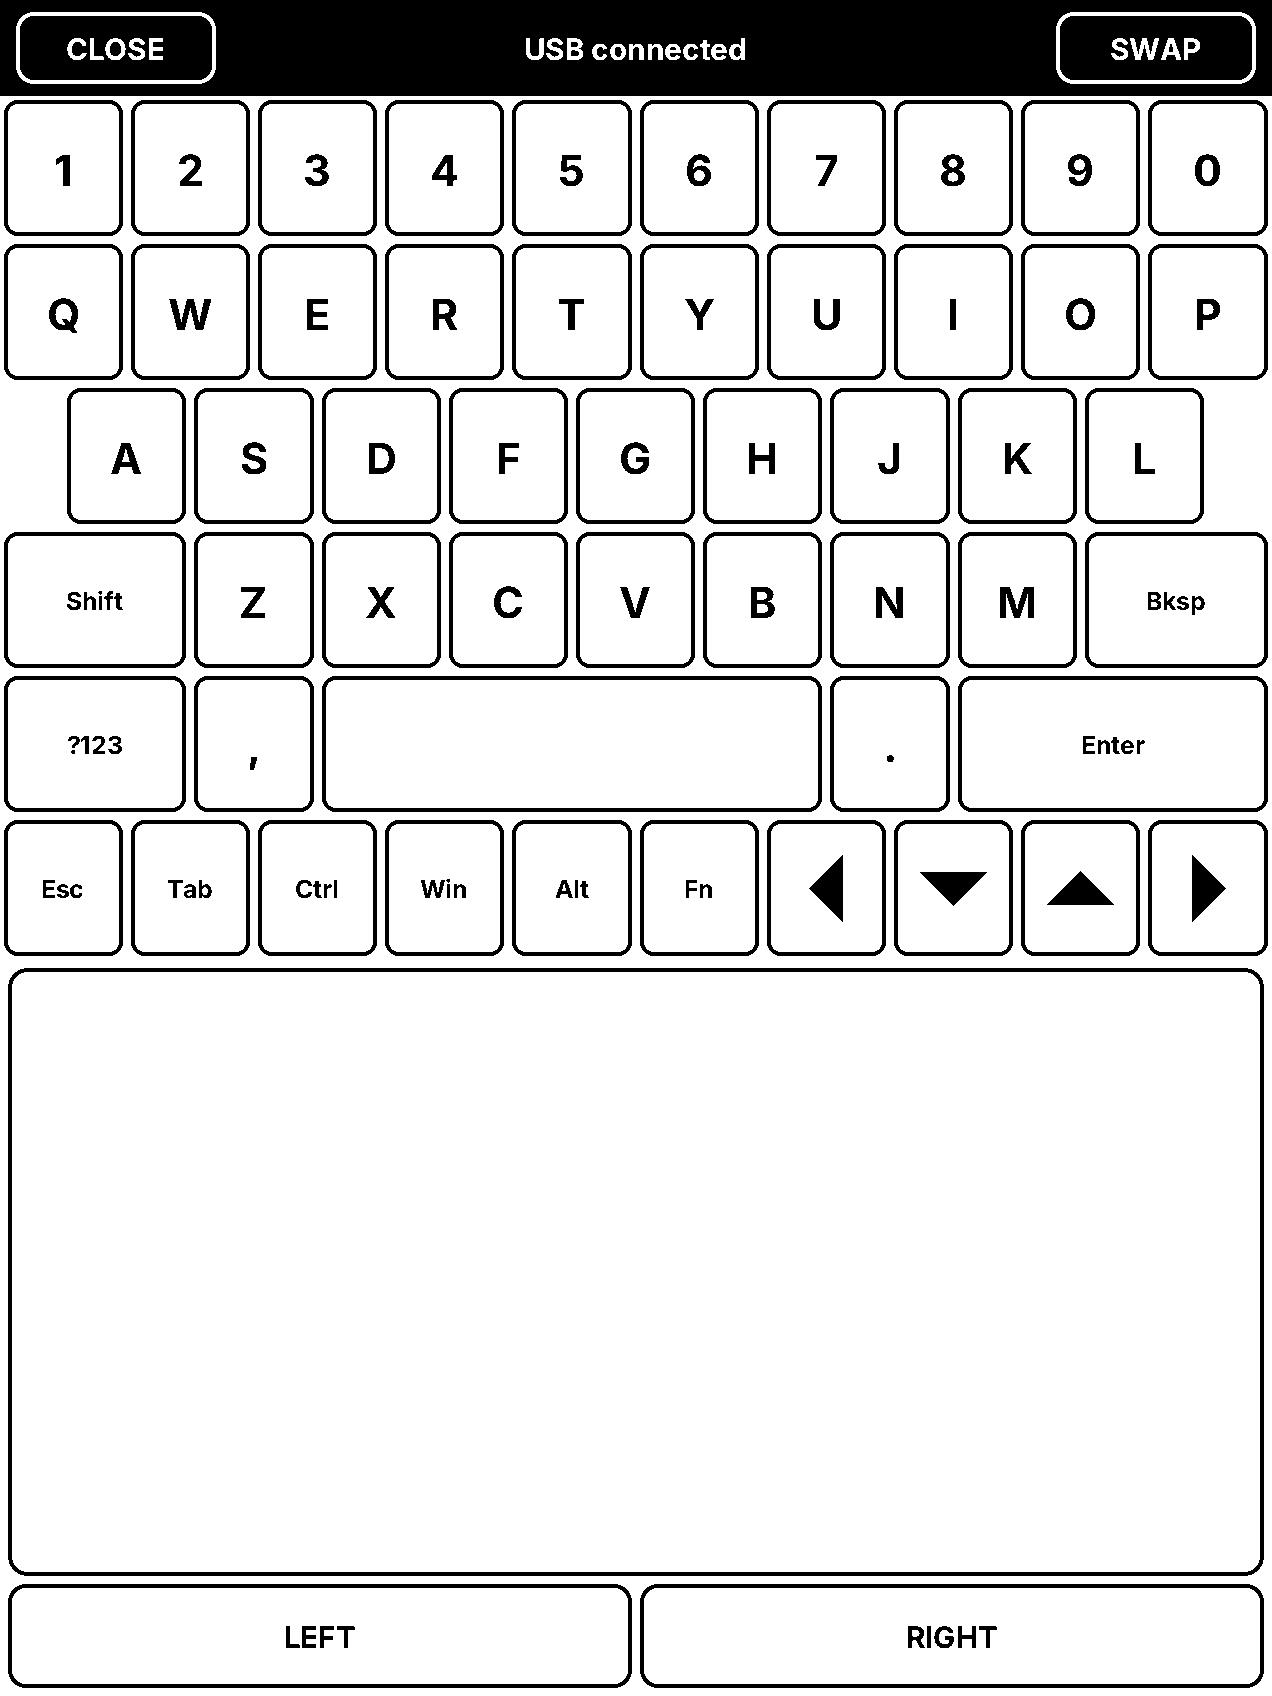 CLOSE USB connected SWAP
1 2 3 4 5 6 7 8 9 0
Q W E R T Y U I O P
A S D F G H J K L
Shift Z X C V B N M Bksp
?123 , . Enter
Esc Tab Ctrl Win Alt Fn
LEFT RIGHT